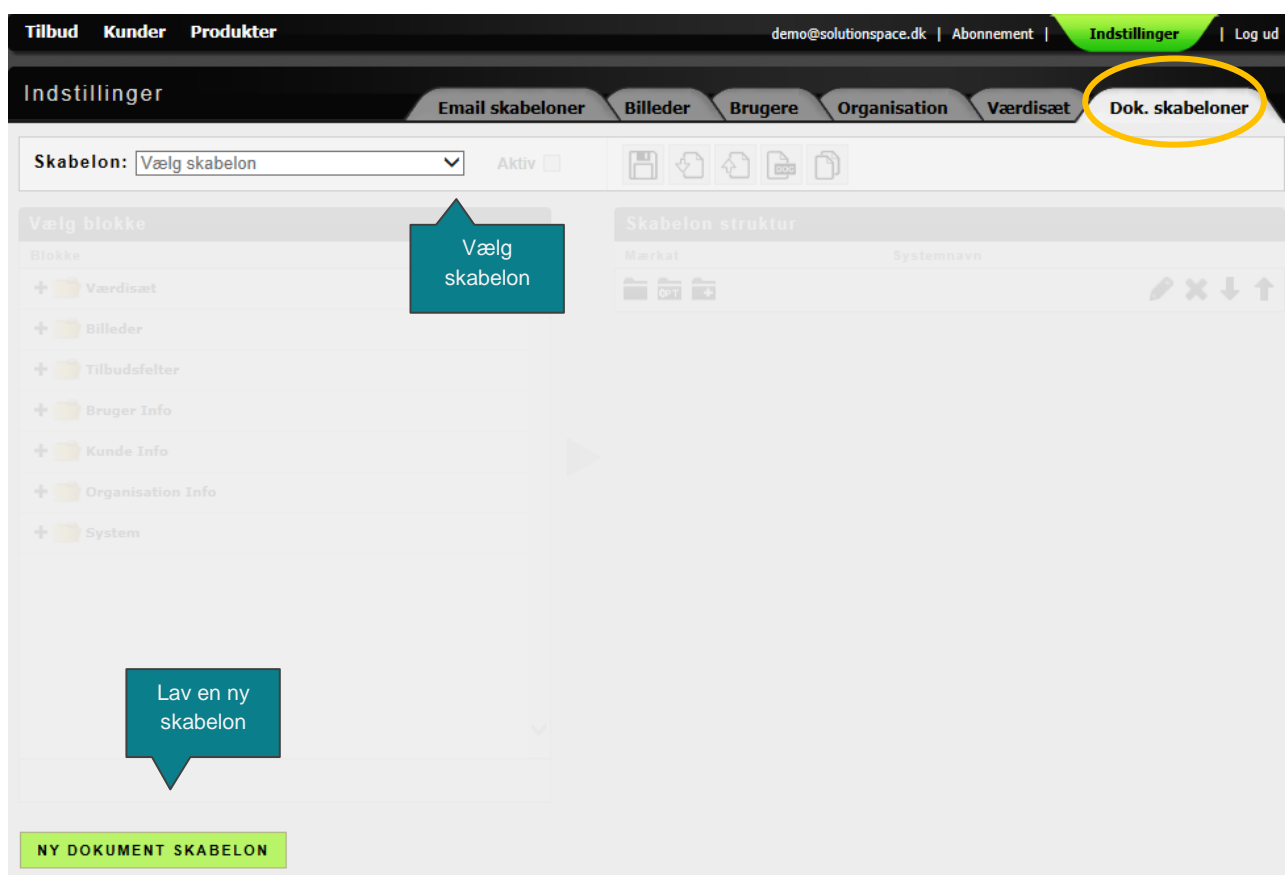 Tilbud Kunder Produkter demo@solutionspace.dk | Abonnement | Indstillinger | Log ud
Indstillinger Email skabeloner Billeder Brugere Organisation Værdisæt Dok. skabeloner
Skabelon: Vælg skabelon Aktiv DOC
Vælg blokke Skabelon struktur
Vælg
skabelon
Blokke Mærkat Systemnavn
Værdisæt OPT
Billeder
Tilbudsfelter
Bruger Info
Kunde Info
Organisation Info
System
Lav en ny
skabelon
NY DOKUMENT SKABELON